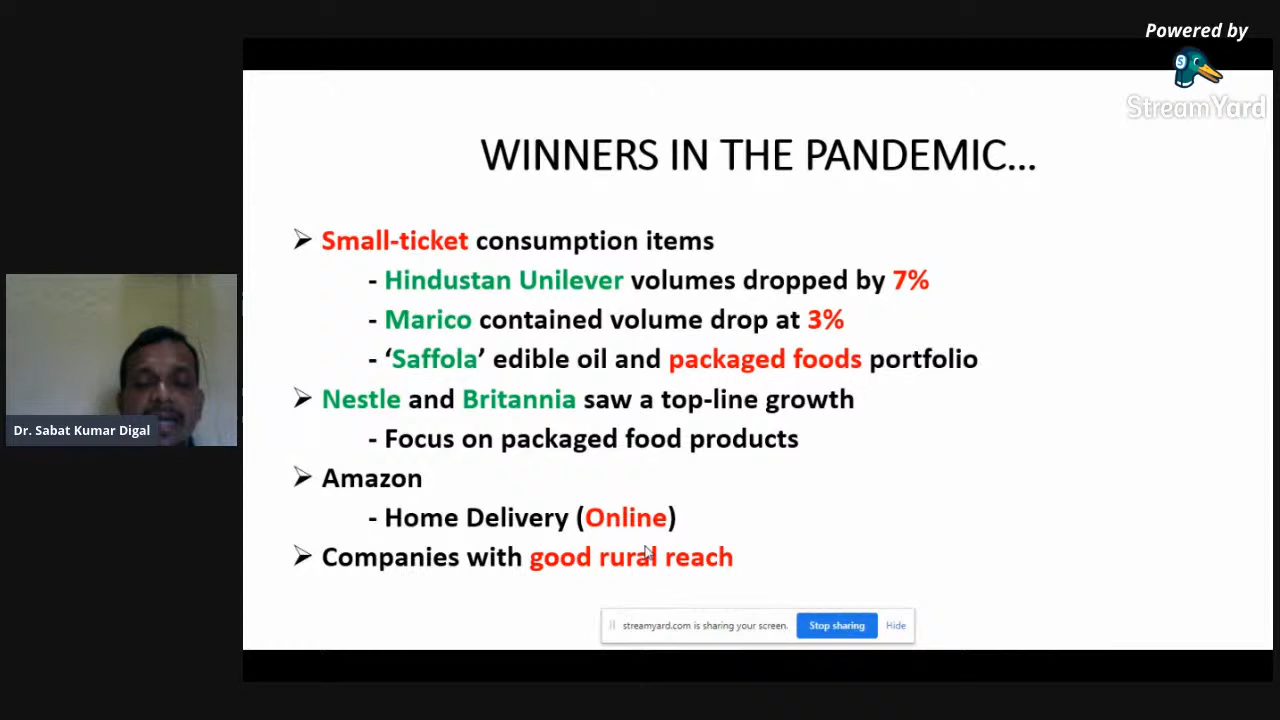 Powered by
StreamYard
WINNERS IN THE PANDEMIC...
➢ Small-ticket consumption items
- Hindustan Unilever volumes dropped by 7%
- Marico contained volume drop at 3%
- ‘Saffola’ edible oil and packaged foods portfolio
➢ Nestle and Britannia saw a top-line growth
- Focus on packaged food products
➢ Amazon
- Home Delivery (Online)
➢ Companies with good rural reach
Dr. Sabat Kumar Digal
streamyard.com is sharing your screen. Stop sharing Hide